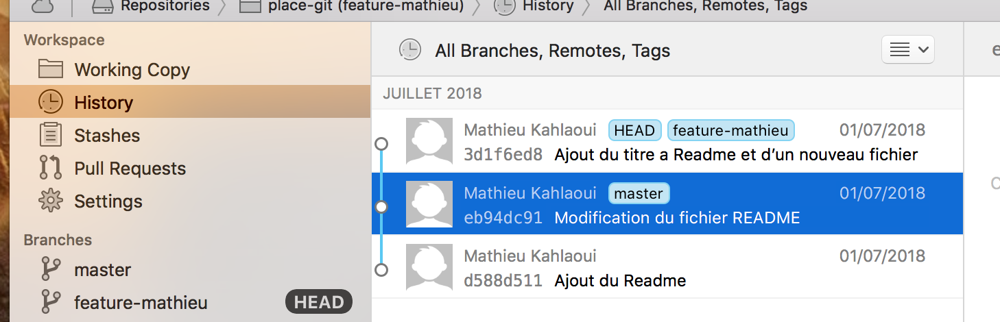 Repositories
place-git (feature-mathieu)
History
All Branches, Remotes, Tags
Workspace
Working Copy
History
Stashes
Pull Requests
Settings
Branches
master
feature-mathieu HEAD
All Branches, Remotes, Tags
JUILLET 2018
Mathieu Kahlaoui HEAD feature-mathieu 01/07/2018
3d1f6ed8 Ajout du titre a Readme et d’un nouveau fichier
Mathieu Kahlaoui master 01/07/2018
eb94dc91 Modification du fichier README
Mathieu Kahlaoui 01/07/2018
d588d511 Ajout du Readme